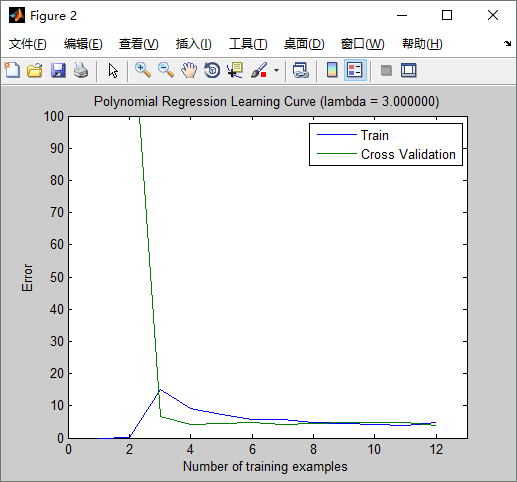 Figure 2
文件(F) 编辑(E) 查看(V) 插入(I) 工具(T) 桌面(D) 窗口(W) 帮助(H)
Polynomial Regression Learning Curve (lambda = 3.000000)
Train
Cross Validation
100
90
80
70
60
50
40
30
20
10
0
Error
0 2 4 6 8 10 12
Number of training examples